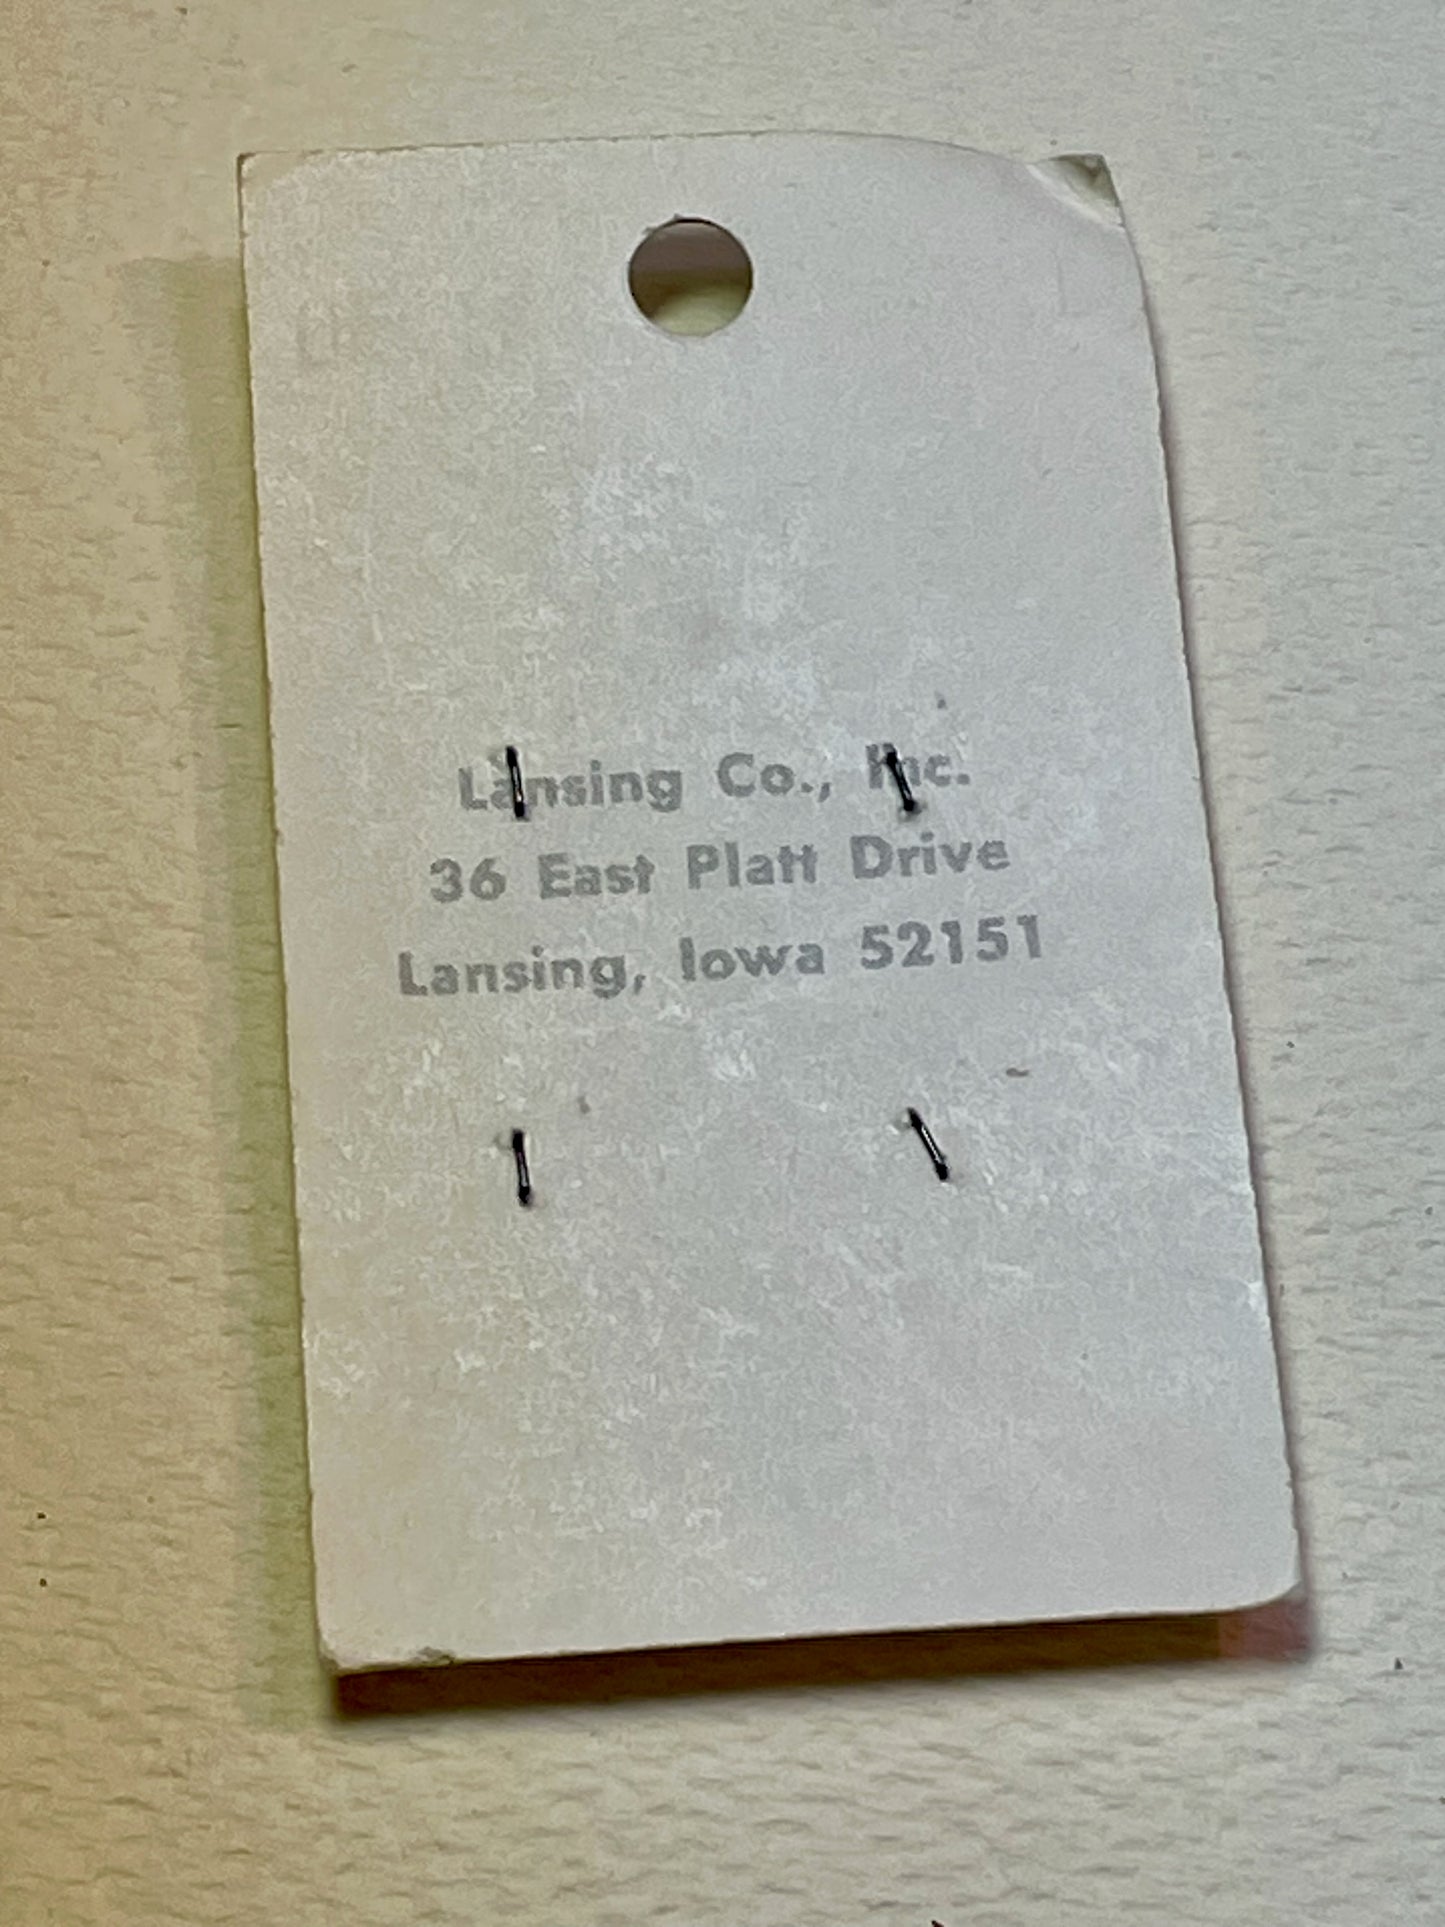 Lansing Co., Inc.
36 East Platt Drive
Lansing, Iowa 52151